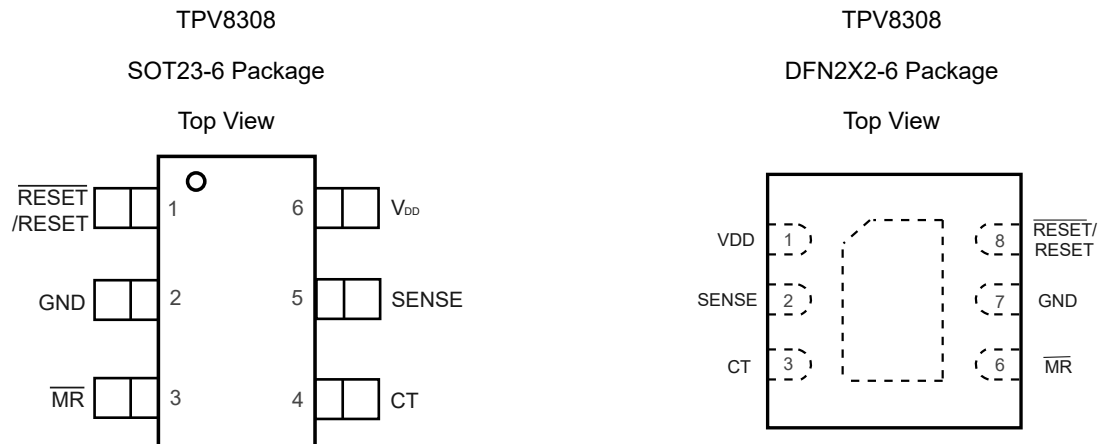 TPV8308
SOT23-6 Package
Top View
RESET
/RESET
1
6
VDD
GND
2
5
SENSE
MR
3
4
CT
TPV8308
DFN2X2-6 Package
Top View
VDD
1
8
RESET/
RESET
SENSE
2
7
GND
CT
3
6
MR